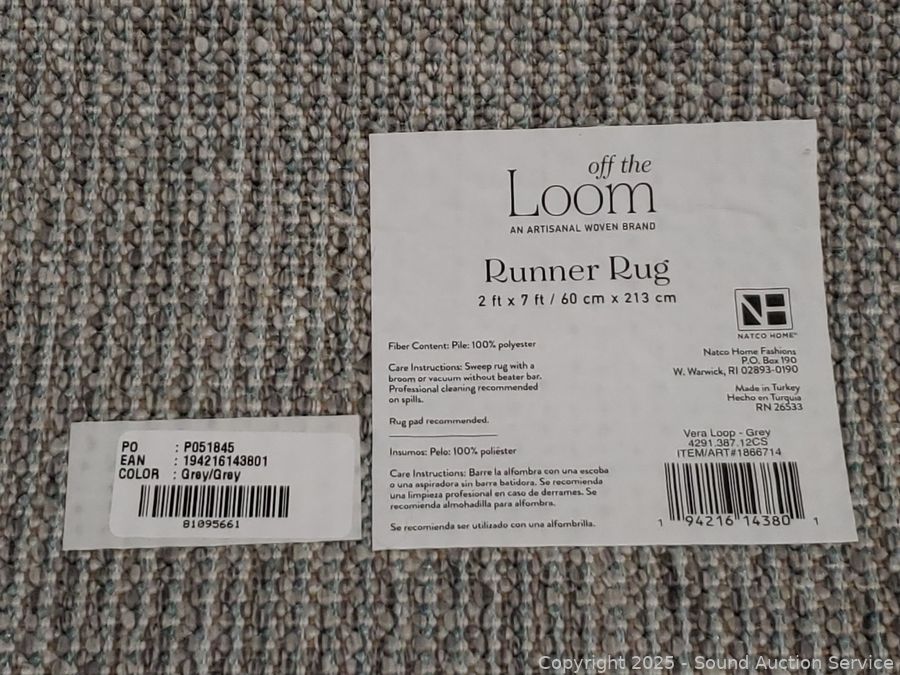 off the
Loom
AN ARTISANAL WOVEN BRAND
Runner Rug
2 ft x 7 ft / 60 cm x 213 cm
NATCO HOME
Fiber Content: Pile: 100% polyester
Care Instructions: Sweep rug with a
broom or vacuum without beater bar.
Professional cleaning recommended
on spills.
Rug pad recommended.
Insumos: Pelo: 100% poliéster
Care Instructions: Barre la alfombra con una escoba
o una aspiradora sin barra batidora. Se recomienda
una limpieza profesional en caso de derrames. Se
recomienda almohadilla para alfombra.
Se recomienda ser utilizado con una alfombrilla.
Natco Home Fashions
P.O. Box 190
W. Warwick, RI 02893-0190
Made in Turkey
Hecho en Turquia
RN 26533
Vera Loop - Grey
4291.387.12CS
ITEM/ART#1866714
1 94216 14380 1
PO : P051845
EAN : 194216143801
COLOR : Grey/Grey
81095661
Copyright 2025 - Sound Auction Service